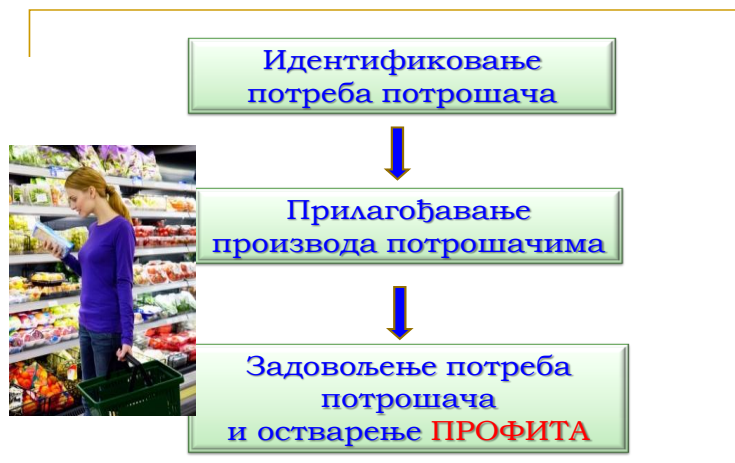 Идентификовање
потреба потрошача
Прилагођавање
производа потрошачима
Задовољење потреба
потрошача
и остварење ПРОФИТА